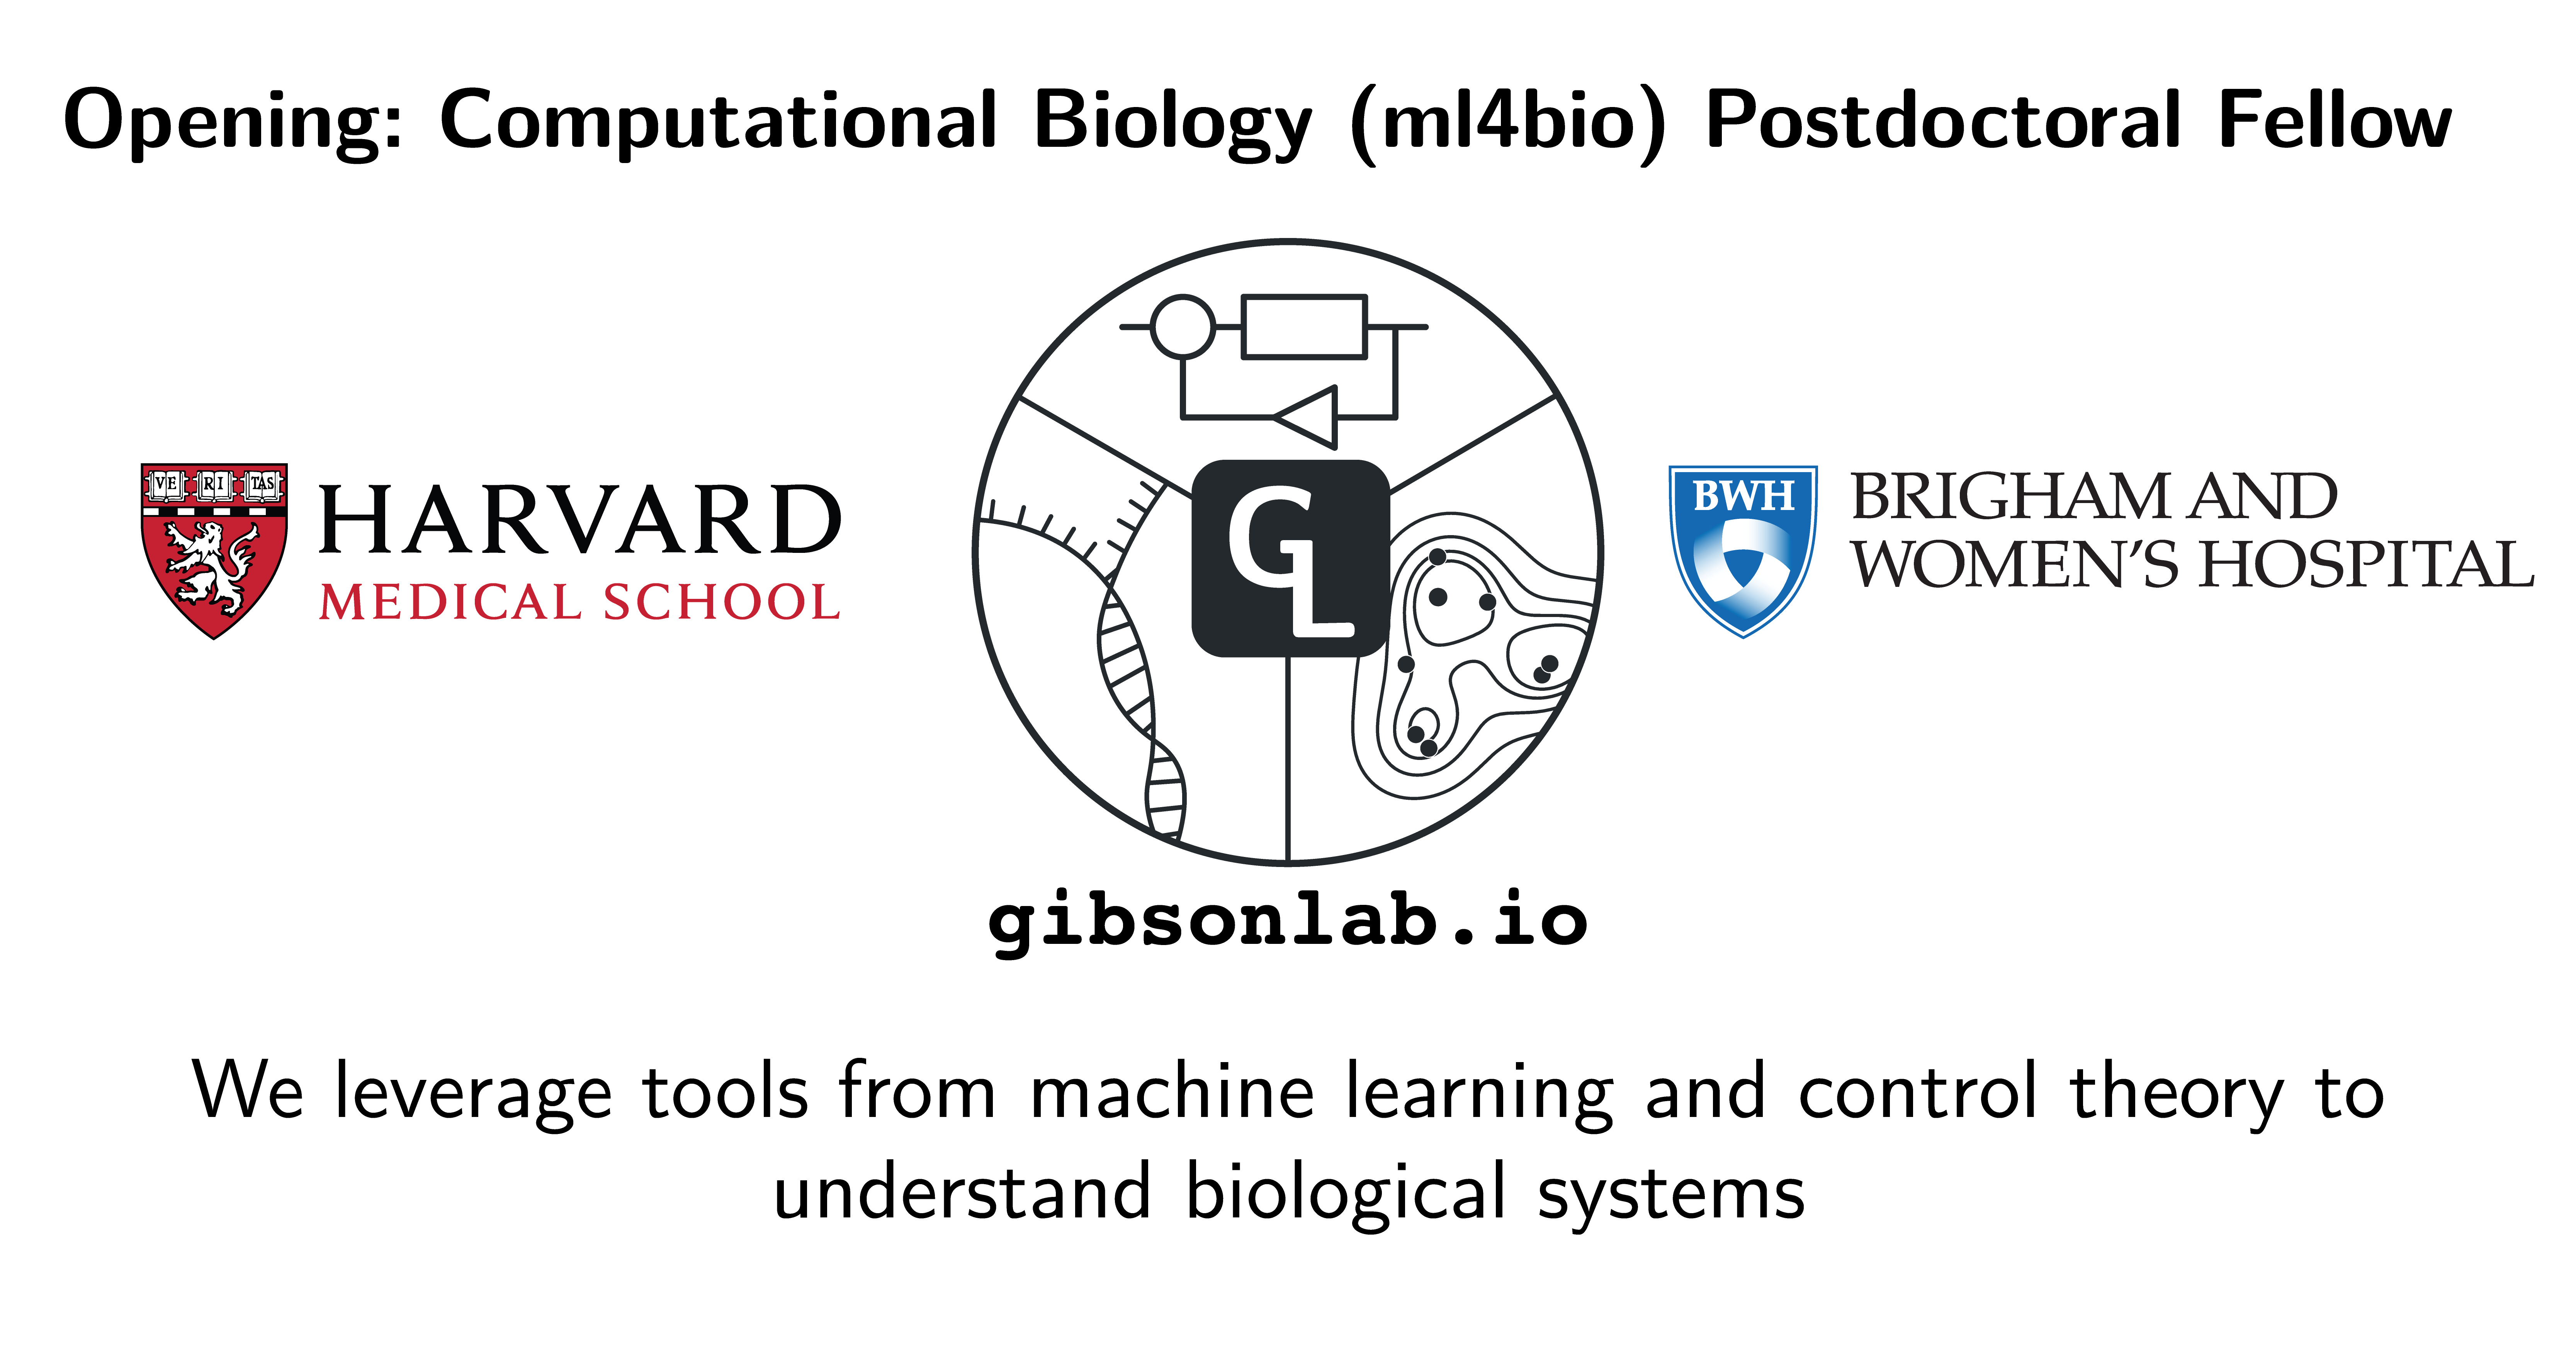 Opening: Computational Biology (ml4bio) Postdoctoral Fellow
VE RI TAS
HARVARD
MEDICAL SCHOOL
GL
BWH
BRIGHAM AND
WOMEN'S HOSPITAL
gibsonlab.io
We leverage tools from machine learning and control theory to
understand biological systems